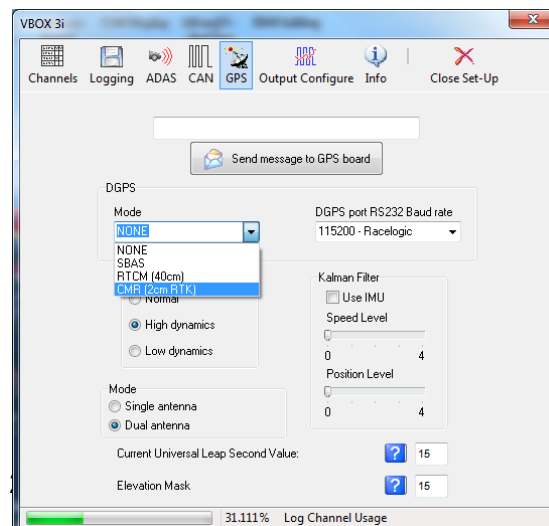 VBOX 3i
Channels Logging ADAS CAN GPS Output Configure Info Close Set-Up
Send message to GPS board
DGPS
Mode DGPS port RS232 Baud rate
NONE 115200 - Racelogic
NONE
SBAS
RTCM (40cm)
CMR (2cm RTK)
Normal
High dynamics
Low dynamics
Kalman Filter
Use IMU
Speed Level
0 4
Position Level
0 4
Mode
Single antenna
Dual antenna
Current Universal Leap Second Value: ? 15
Elevation Mask ? 15
31.111% Log Channel Usage